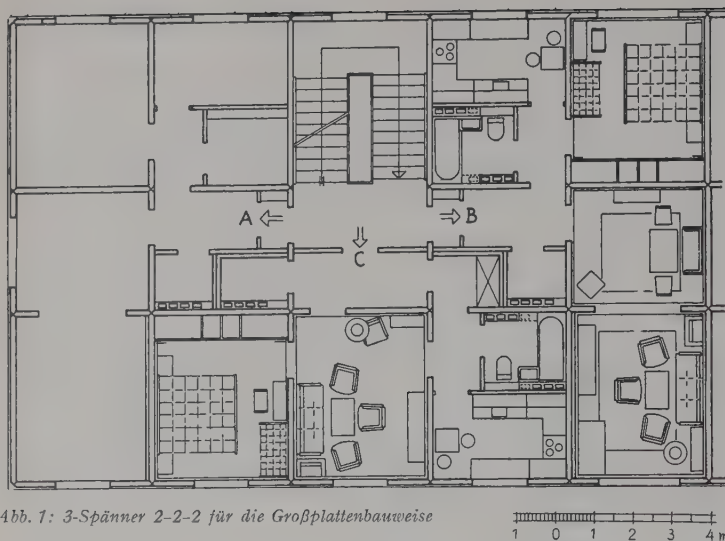 A
B
C
Abb. 1: 3-Spänner 2-2-2 für die Großplattenbauweise
1 0 1 2 3 4 m